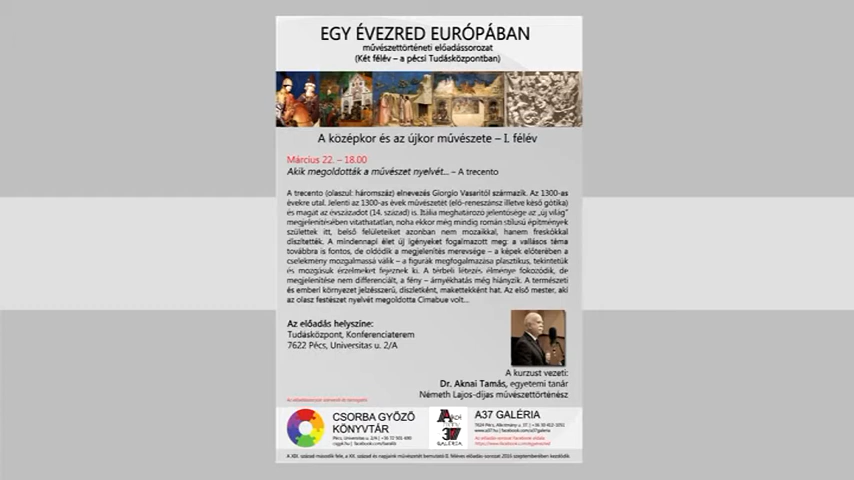 EGY ÉVEZRED EURÓPÁBAN
művészettörténeti előadássorozat
(Két félév – a pécsi Tudásközpontban)
A középkor és az újkor művészete – I. félév
Március 22. – 18.00
Akik megoldották a művészet nyelvét... – A trecento
A trecento (olaszul: háromszáz) elnevezés Giorgio Vasaritól származik. Az 1300-as
évekre utal. Jelenti az 1300-as évek művészetét (elő-reneszánsz illetve késő gótika)
és magát az évszázadot (14. század) is. Itália meghatározó jelentősége az „új világ"
megjelenítésében vitathatatlan, noha ekkor még mindig román stílusú építmények
születtek itt, belső felületeiket azonban nem mozaikkal, hanem freskókkal
díszítették. A mindennapi élet új igényeket fogalmazott meg: a vallásos téma
továbbra is fontos, de oldódik a megjelenítés merevsége – a képek előterében a
cselekmény mozgalmassá válik – a figurák megfogalmazása plasztikus, tekintetük
és mozgásuk érzelmeket fejeznek ki. A térbeli létezés élménye fokozódik, de
megjelenítése nem differenciált, a fény – árnyékhatás még hiányzik. A természeti
és emberi környezet jelzésszerű, díszletként, makettekként hat. Az első mester, aki
az olasz festészet nyelvét megoldotta Cimabue volt...
Az előadás helyszíne:
Tudásközpont, Konferenciaterem
7622 Pécs, Universitas u. 2/A
A kurzust vezeti:
Dr. Aknai Tamás, egyetemi tanár
Németh Lajos-díjas művészettörténész
CSORBA GYŐZŐ
KÖNYVTÁR
Pécs, Universitas u. 2/A
A37 GALÉRIA
GALÉRIA